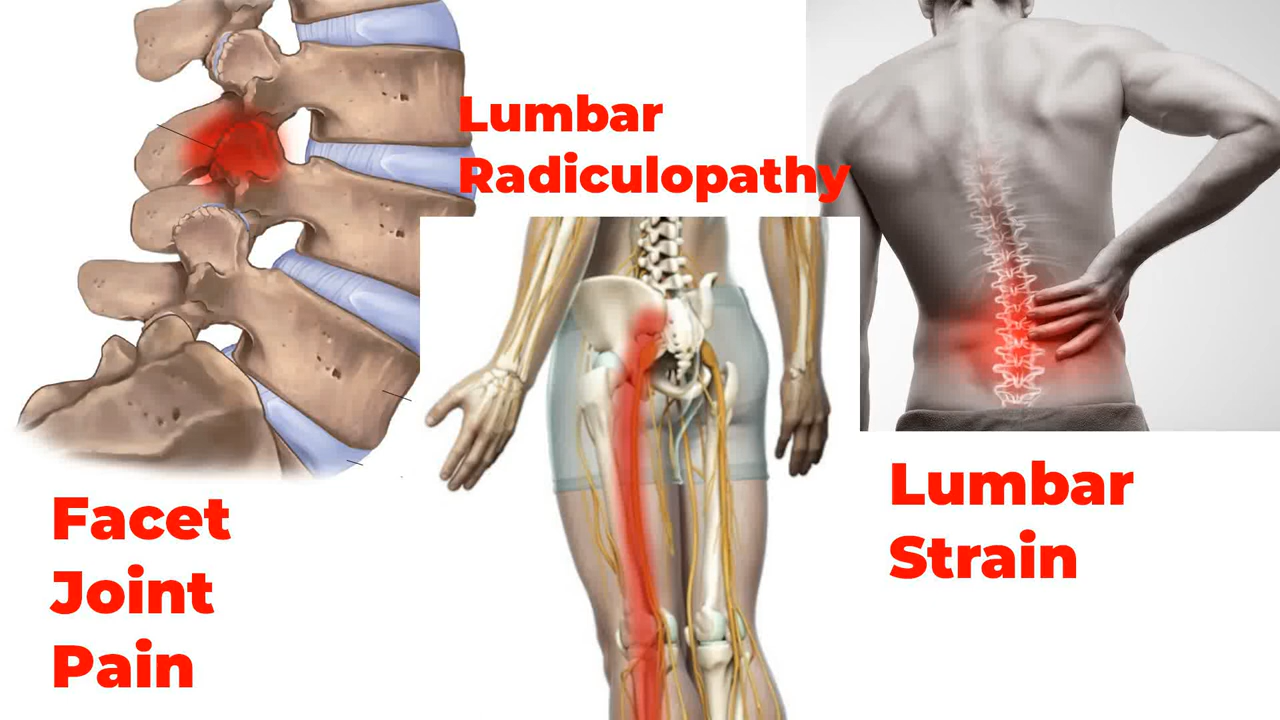 Lumbar
Radiculopathy
Facet
Joint
Pain
Lumbar
Strain